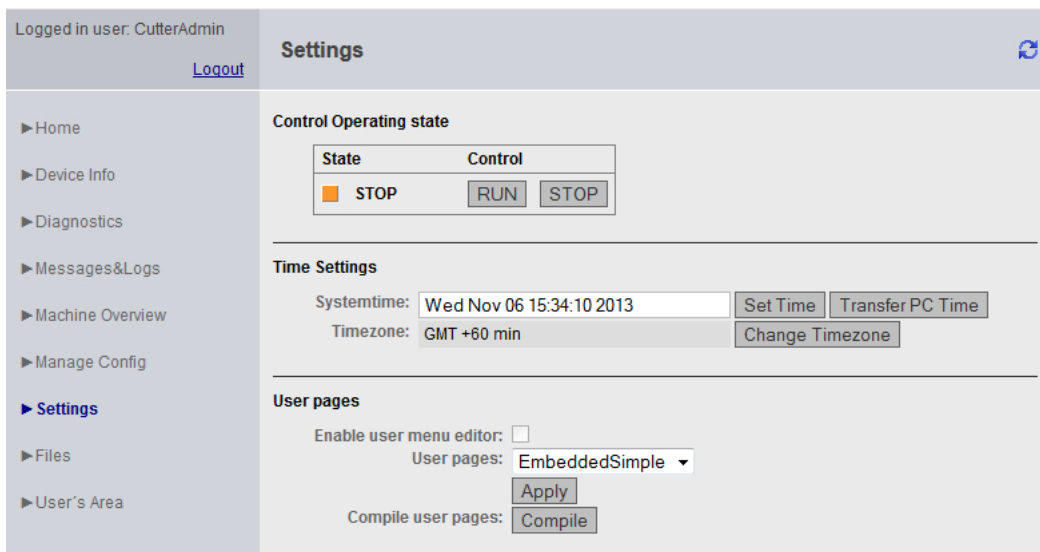 Logged in user: CutterAdmin
Logout
Settings
►Home
►Device Info
►Diagnostics
►Messages&Logs
►Machine Overview
►Manage Config
►Settings
►Files
►User´s Area
Control Operating state
State Control
STOP RUN STOP
Time Settings
Systemtime: Wed Nov 06 15:34:10 2013 Set Time Transfer PC Time
Timezone: GMT +60 min Change Timezone
User pages
Enable user menu editor:
User pages: EmbeddedSimple
Apply
Compile user pages: Compile